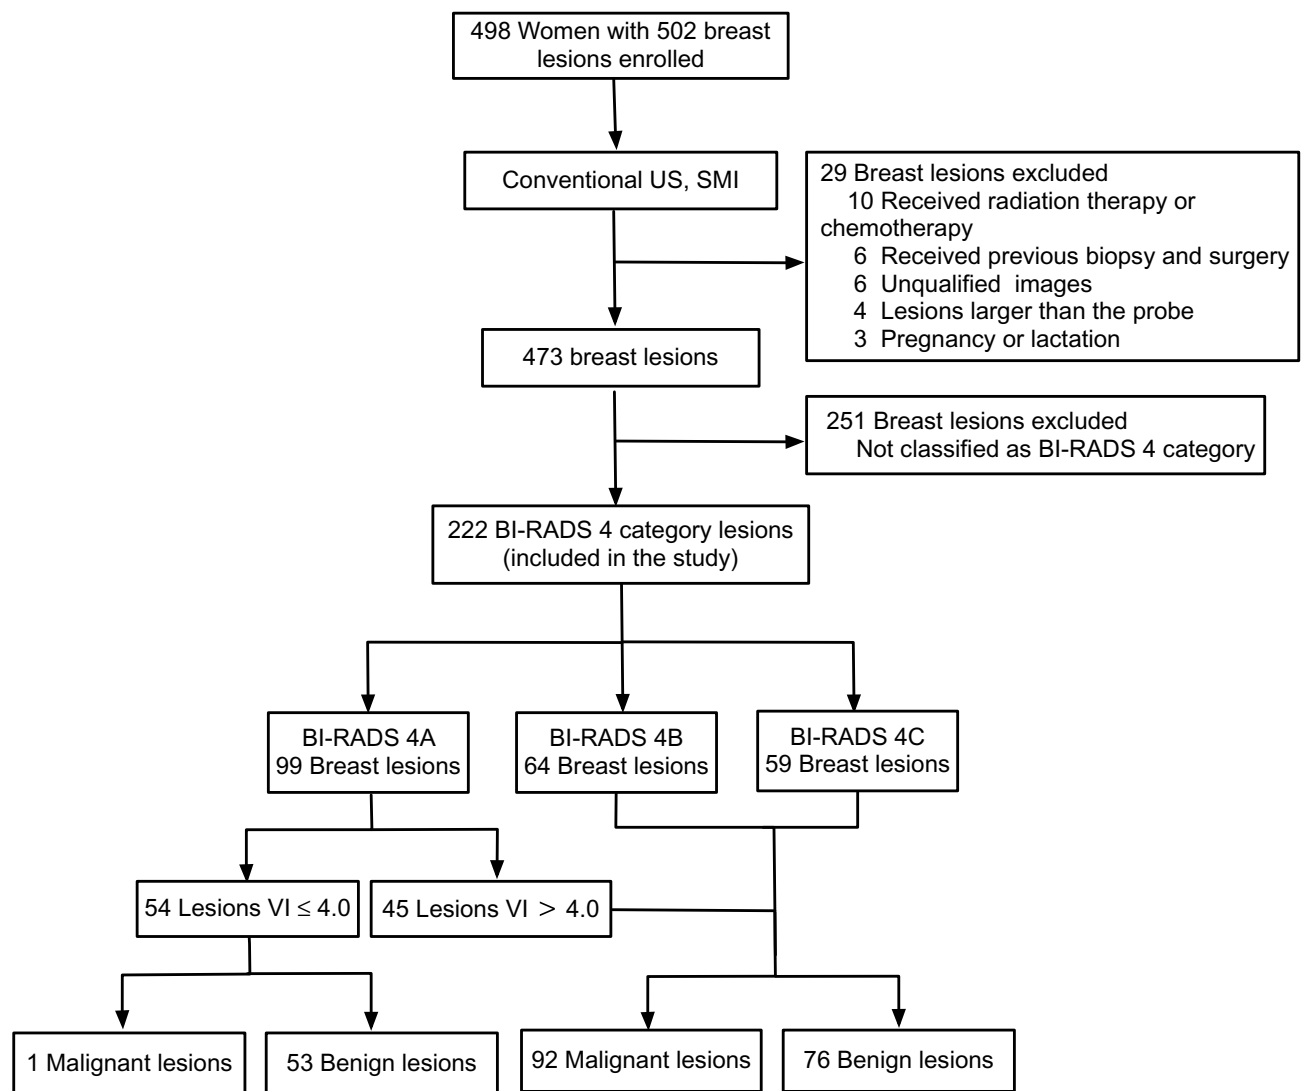 498 Women with 502 breast
lesions enrolled
Conventional US, SMI
29 Breast lesions excluded
10 Received radiation therapy or
chemotherapy
6 Received previous biopsy and surgery
6 Unqualified images
4 Lesions larger than the probe
3 Pregnancy or lactation
473 breast lesions
251 Breast lesions excluded
Not classified as BI-RADS 4 category
222 BI-RADS 4 category lesions
(included in the study)
BI-RADS 4A
99 Breast lesions
BI-RADS 4B
64 Breast lesions
BI-RADS 4C
59 Breast lesions
54 Lesions VI ≤ 4.0
45 Lesions VI > 4.0
1 Malignant lesions
53 Benign lesions
92 Malignant lesions
76 Benign lesions